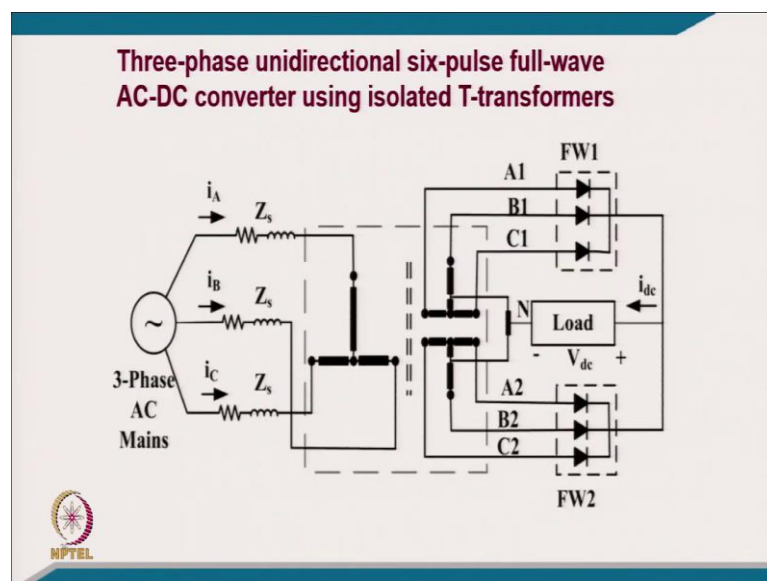 Three-phase unidirectional six-pulse full-wave
AC-DC converter using isolated T-transformers
FW1
A1
B1
C1
iA
Zs
iB
Zs
iC
Zs
~
3-Phase
AC
Mains
N
Load
idc
- Vdc +
A2
B2
C2
FW2
NPTEL